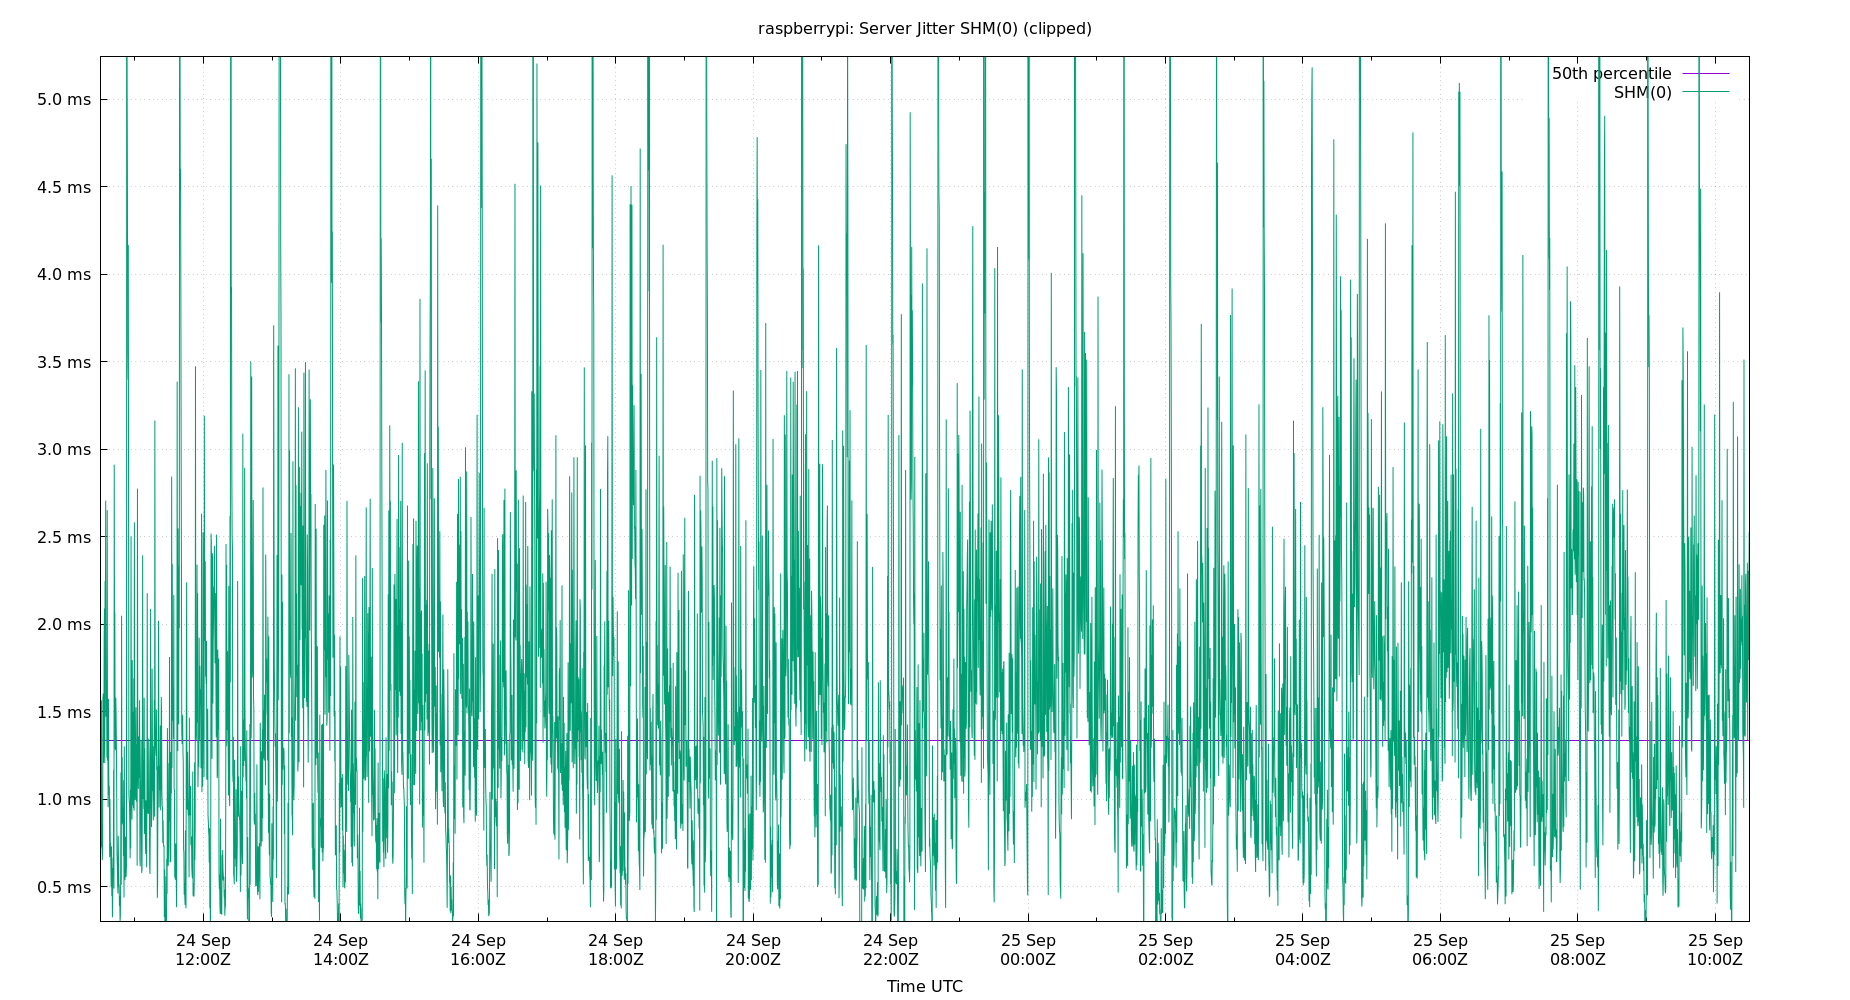 raspberrypi: Server Jitter SHM(0) (clipped)
50th percentile
SHM(0)
5.0 ms
4.5 ms
4.0 ms
3.5 ms
3.0 ms
2.5 ms
2.0 ms
1.5 ms
1.0 ms
0.5 ms
24 Sep 24 Sep 24 Sep 24 Sep 24 Sep 24 Sep 25 Sep 25 Sep 25 Sep 25 Sep 25 Sep 25 Sep
12:00Z 14:00Z 16:00Z 18:00Z 20:00Z 22:00Z 00:00Z 02:00Z 04:00Z 06:00Z 08:00Z 10:00Z
Time UTC